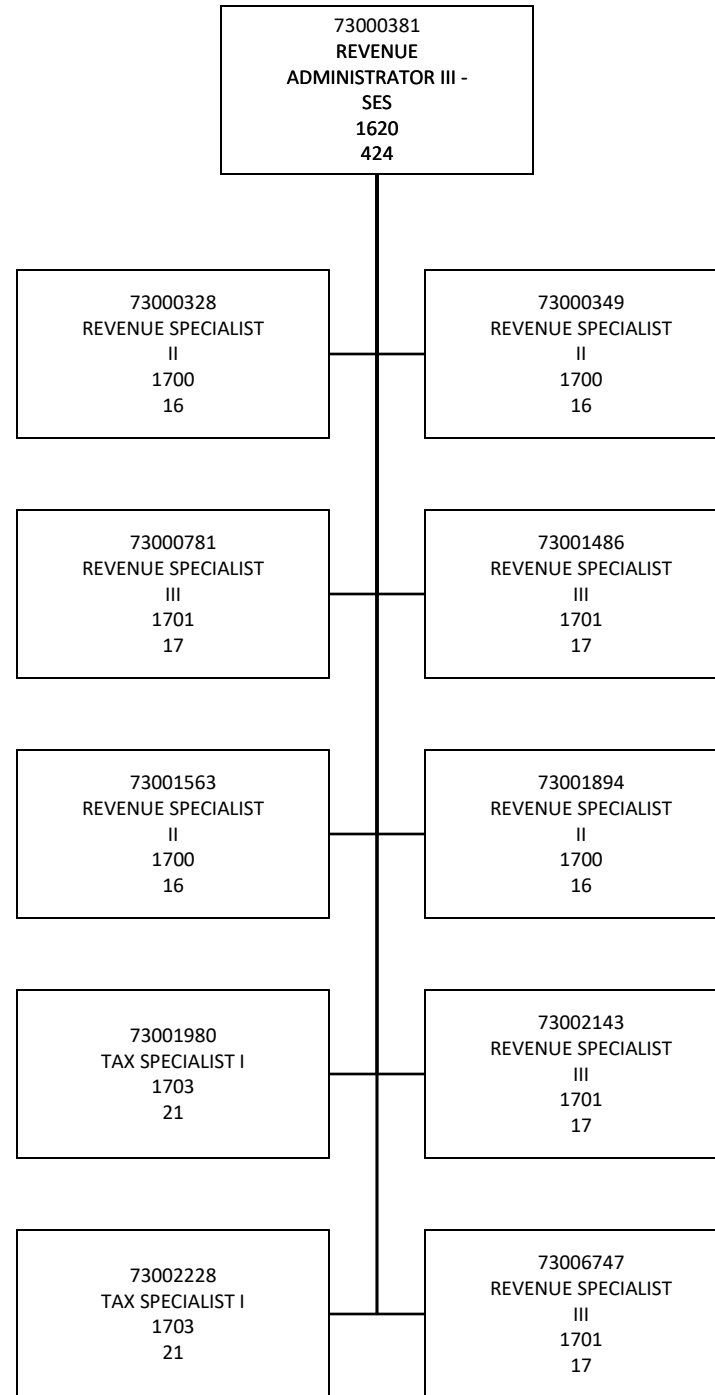 73000381
REVENUE
ADMINISTRATOR III -
SES
1620
424
73000328
REVENUE SPECIALIST
II
1700
16
73000349
REVENUE SPECIALIST
II
1700
16
73000781
REVENUE SPECIALIST
III
1701
17
73001486
REVENUE SPECIALIST
III
1701
17
73001563
REVENUE SPECIALIST
II
1700
16
73001894
REVENUE SPECIALIST
II
1700
16
73001980
TAX SPECIALIST I
1703
21
73002143
REVENUE SPECIALIST
III
1701
17
73002228
TAX SPECIALIST I
1703
21
73006747
REVENUE SPECIALIST
III
1701
17